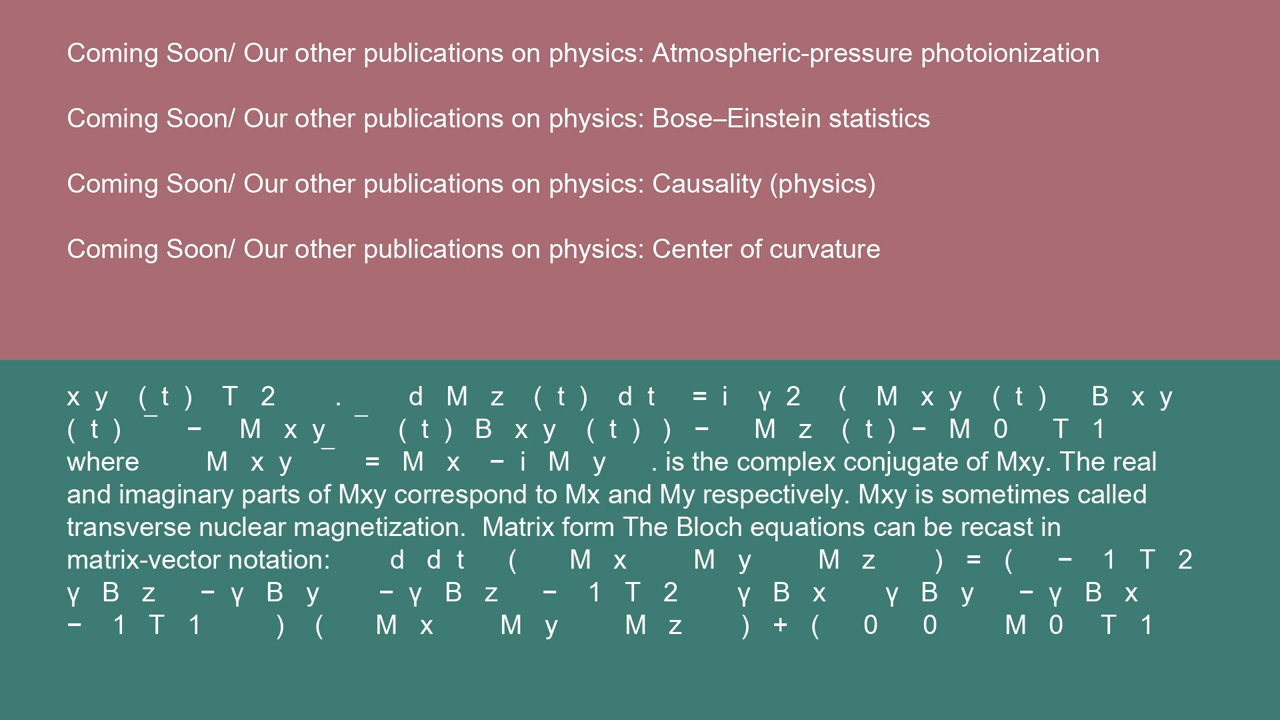 Coming Soon/ Our other publications on physics: Atmospheric-pressure photoionization
Coming Soon/ Our other publications on physics: Bose–Einstein statistics
Coming Soon/ Our other publications on physics: Causality (physics)
Coming Soon/ Our other publications on physics: Center of curvature
x y ( t ) T 2 . d M z ( t ) d t = i γ 2 ( M x y ( t ) B x y
( t ) ¯ − M x y ¯ ( t ) B x y ( t ) ) − M z ( t ) − M 0 T 1
where M x y ¯ = M x − i M y . is the complex conjugate of Mxy. The real
and imaginary parts of Mxy correspond to Mx and My respectively. Mxy is sometimes called
transverse nuclear magnetization. Matrix form The Bloch equations can be recast in
matrix-vector notation: d d t ( M x M y M z ) = ( − 1 T 2
γ B z − γ B y − γ B z − 1 T 2 γ B x γ B y − γ B x
− 1 T 1 ) ( M x M y M z ) + ( 0 0 M 0 T 1